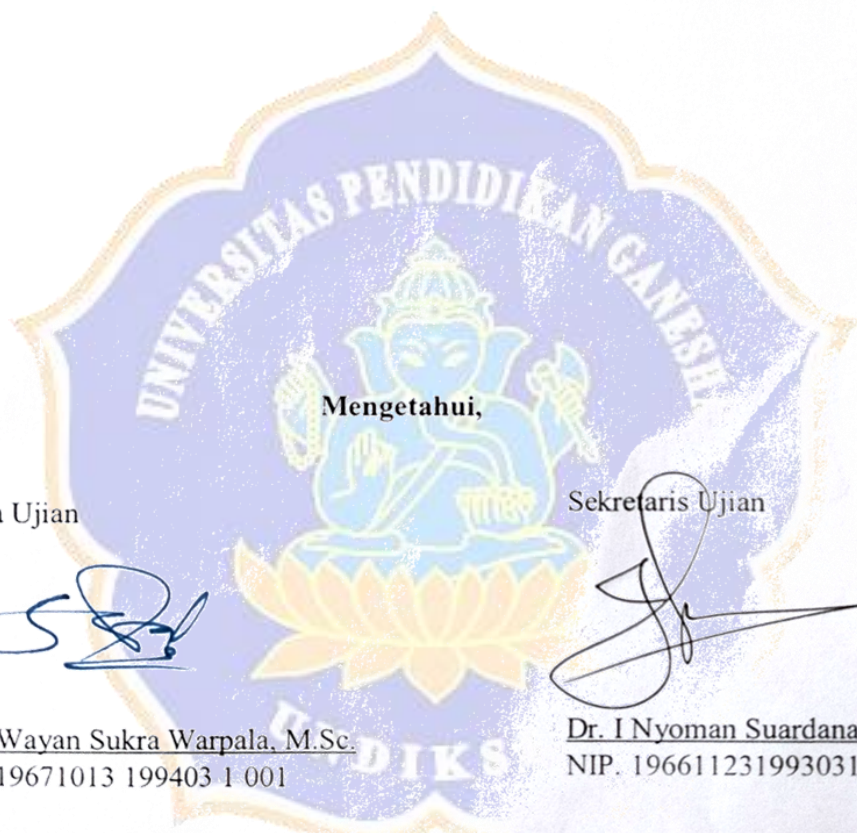 UNIVERSITAS PENDIDIKAN GANESHA
Mengetahui,
Ujian
Sekretaris Ujian
Wayan Sukra Warpala, M.Sc.
19671013 199403 1 001
Dr. I Nyoman Suardana
NIP. 196611231993031
UNDIKS